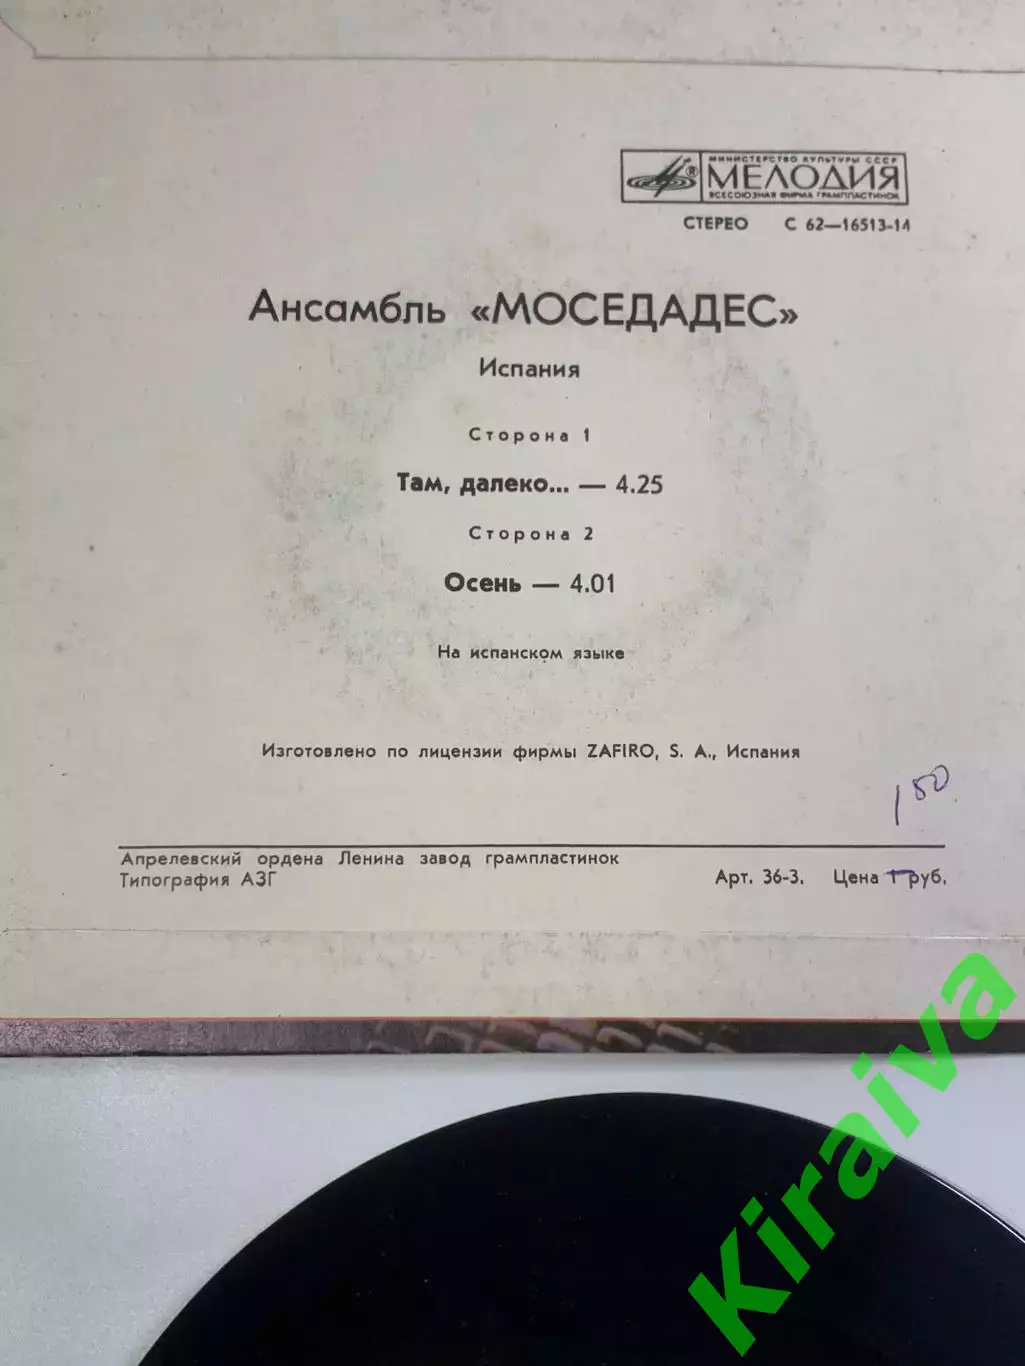 МИНИСТЕРСТВО КУЛЬТУРЫ СССР
® МЕЛОДИЯ
ВСЕСОЮЗНАЯ ФИРМА ГРАМПЛАСТИНОК
СТЕРЕО С 62—16513-14
Ансамбль «МОСЕДАДЕС»
Испания
Сторона 1
Там, далеко... — 4.25
Сторона 2
Осень — 4.01
На испанском языке
Изготовлено по лицензии фирмы ZAFIRO, S. A., Испания
1 50
Апрелевский ордена Ленина завод грампластинок
Типография АЗГ Арт. 36-3. Цена 1 руб.
Kiraiva